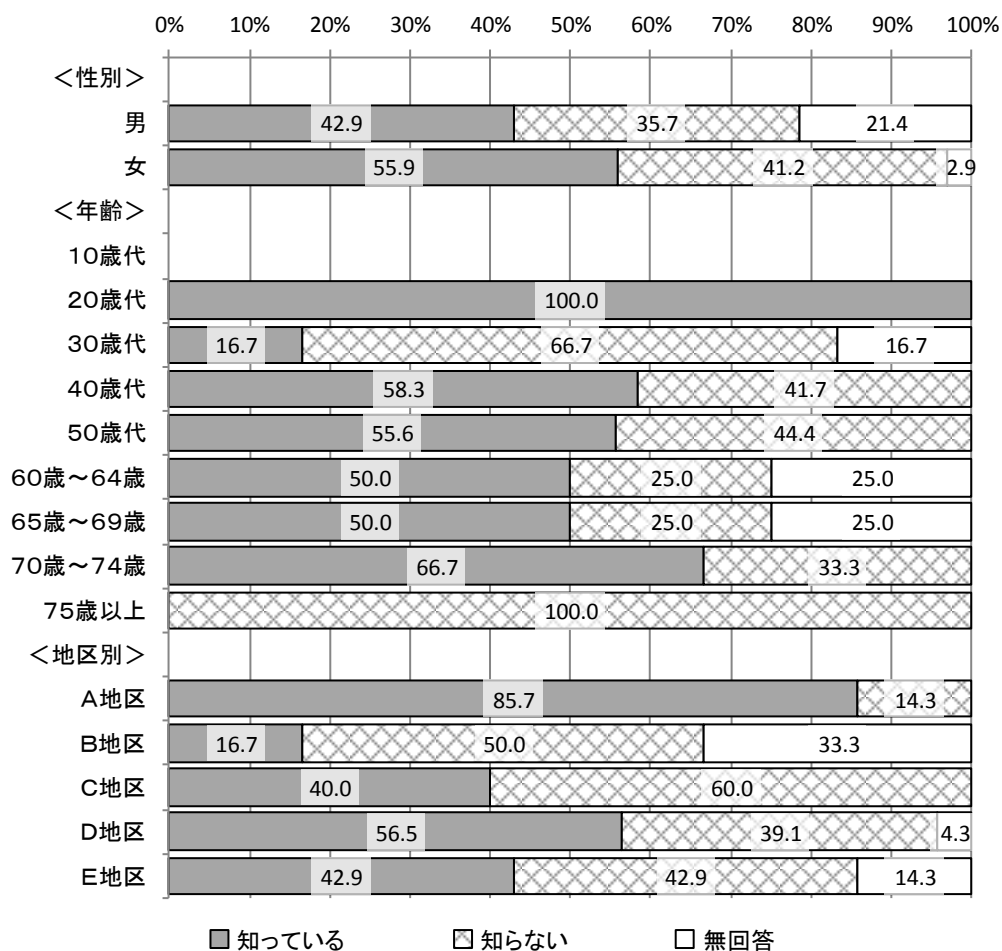 0% 10% 20% 30% 40% 50% 60% 70% 80% 90% 100%
＜性別＞
男 42.9 35.7 21.4
女 55.9 41.2 2.9
＜年齢＞
10歳代
20歳代 100.0
30歳代 16.7 66.7 16.7
40歳代 58.3 41.7
50歳代 55.6 44.4
60歳～64歳 50.0 25.0 25.0
65歳～69歳 50.0 25.0 25.0
70歳～74歳 66.7 33.3
75歳以上 100.0
＜地区別＞
A地区 85.7 14.3
B地区 16.7 50.0 33.3
C地区 40.0 60.0
D地区 56.5 39.1 4.3
E地区 42.9 42.9 14.3
知っている 知らない 無回答